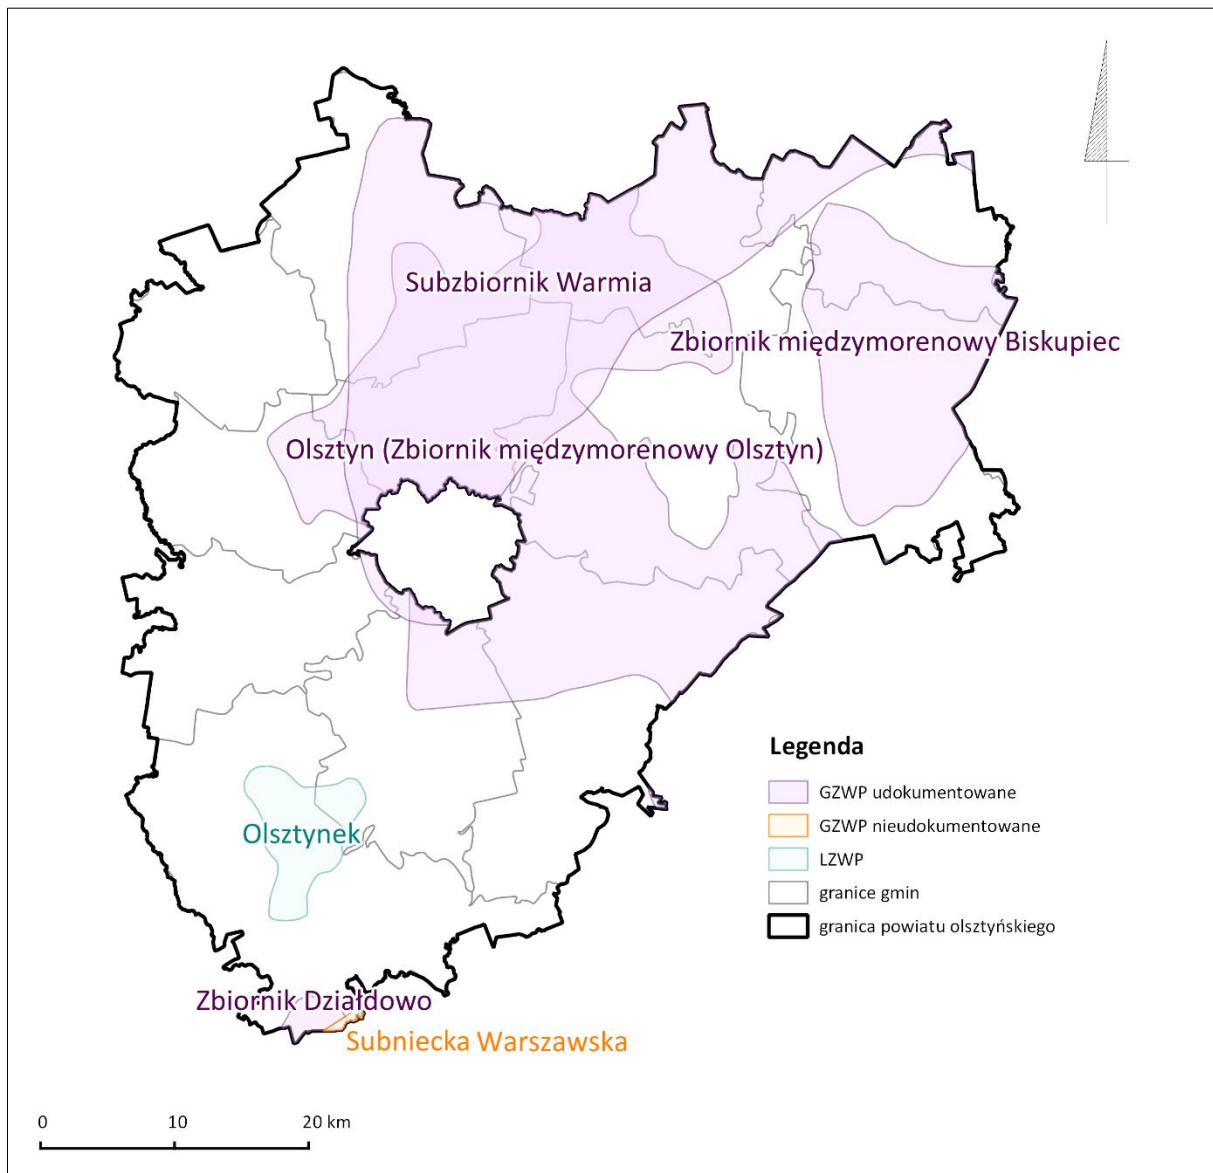 Subzbiornik Warmia
Zbiornik międzymorenowy Biskupiec
Olsztyn (Zbiornik międzymorenowy Olsztyn)
Legenda
GZWP udokumentowane
GZWP nieudokumentowane
LZWP
granice gmin
granica powiatu olsztyńskiego
Olsztynek
Zbiornik Działdowo
Subniecka Warszawska
0 10 20 km